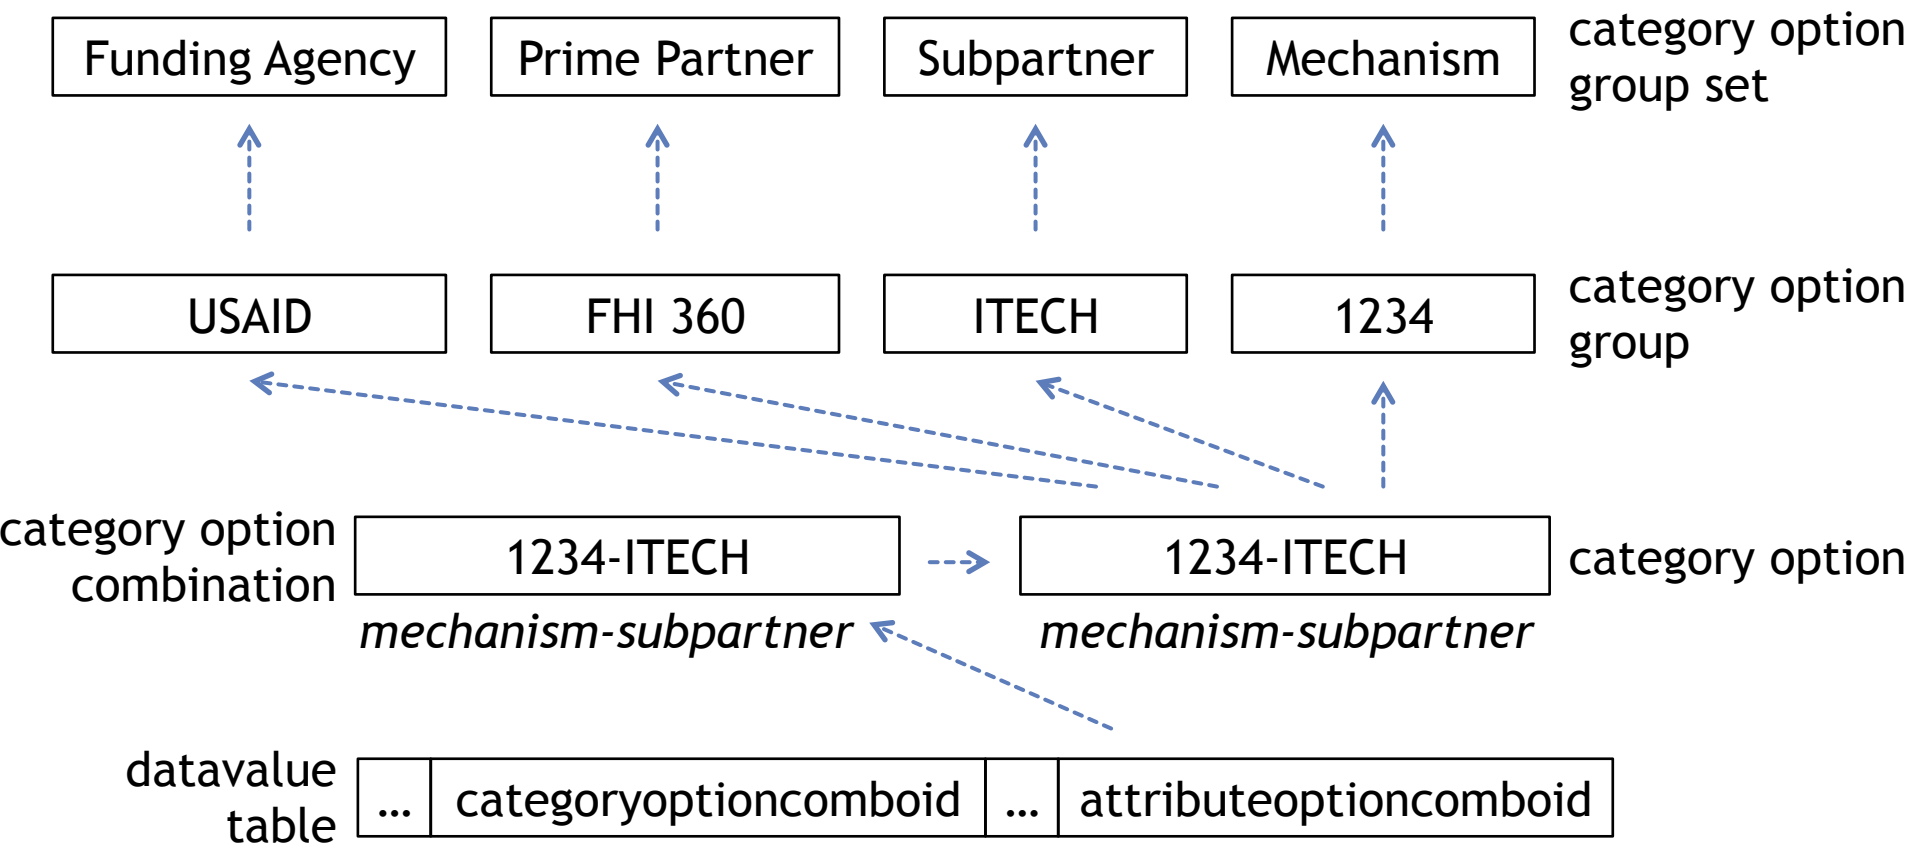 Funding Agency
Prime Partner
Subpartner
Mechanism
category option
group set
USAID
FHI 360
ITECH
1234
category option
group
category option
combination
1234-ITECH
mechanism-subpartner
1234-ITECH
mechanism-subpartner
category option
datavalue
table
...
categoryoptioncomboid
...
attributeoptioncomboid